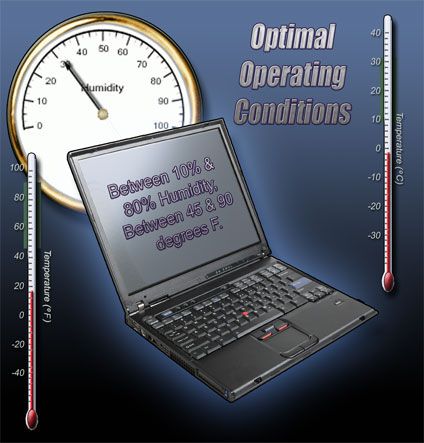 Optimal
Operating
Conditions
0
10
20
30
40
50
60
70
80
90
100
Humidity
Between 10% &
80% Humidity;
Between 45 & 90
degrees F.
100
80
60
40
20
0
-20
-40
Temperature (°F)
40
30
20
10
0
-10
-20
-30
Temperature (°C)